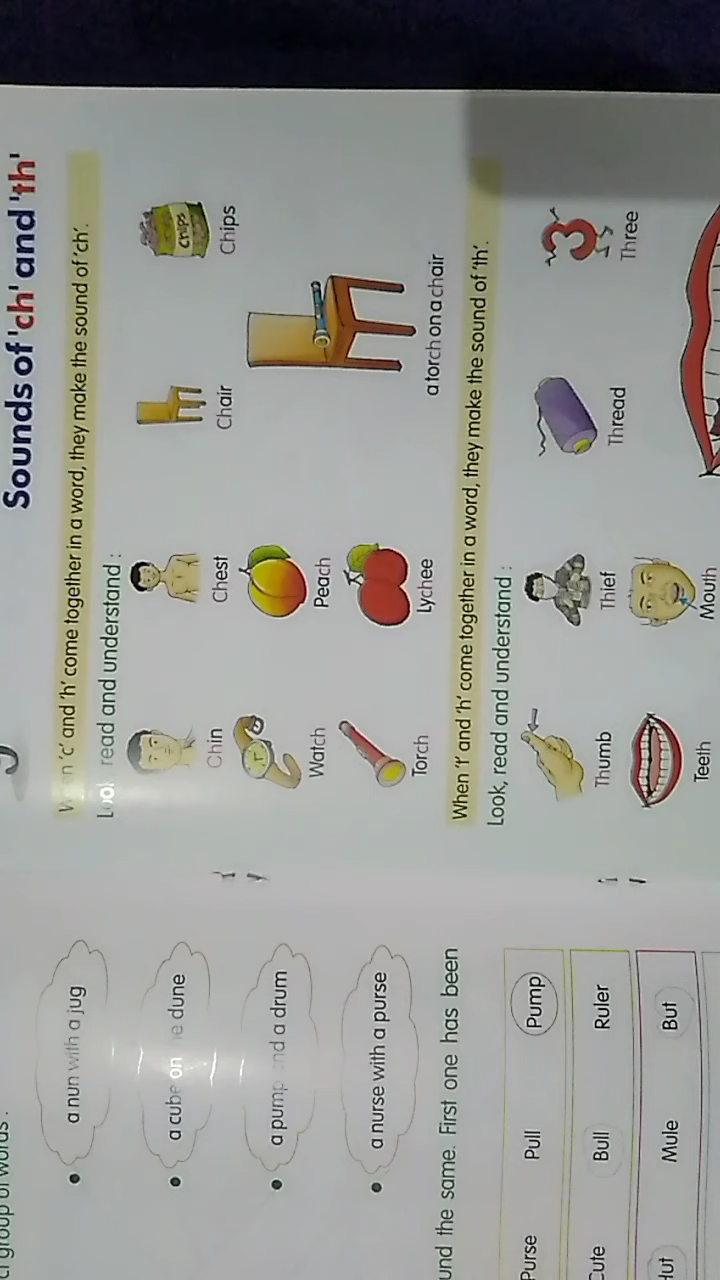 group of words :
a nun with a jug
a cube on the dune
a pump and a drum
a nurse with a purse
und the same. First one has been
Purse Pull Pump
Cute Bull Ruler
Mule But
Sounds of 'ch' and 'th'
When 'c' and 'h' come together in a word, they make the sound of 'ch'.
Look, read and understand :
Chips
Chin Chest Chair Chips
Watch Peach
Torch Lychee a torch on a chair
When 't' and 'h' come together in a word, they make the sound of 'th'.
Look, read and understand :
3
Thumb Thief Thread Three
Teeth Mouth